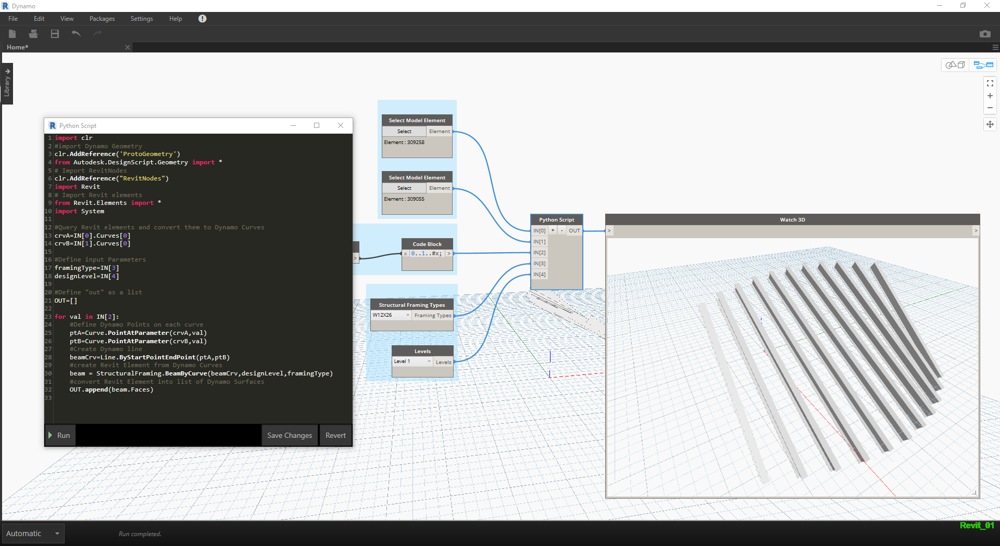 Dynamo
File Edit View Packages Settings Help
Home*
Library
Python Script
1 import clr
2 #import Dynamo Geometry
3 clr.AddReference('ProtoGeometry')
4 from Autodesk.DesignScript.Geometry import *
5 # Import RevitNodes
6 clr.AddReference("RevitNodes")
7 import Revit
8 # Import Revit elements
9 from Revit.Elements import *
10 import System
11
12 #Query Revit elements and convert them to Dynamo Curves
13 crvA=IN[0].Curves[0]
14 crvB=IN[1].Curves[0]
15
16 #Define input Parameters
17 framingType=IN[3]
18 designLevel=IN[4]
19
20 #Define "out" as a list
21 OUT=[]
22
23 for val in IN[2]:
24 #Define Dynamo Points on each curve
25 ptA=Curve.PointAtParameter(crvA,val)
26 ptB=Curve.PointAtParameter(crvB,val)
27 #Create Dynamo line
28 beamCrv=Line.ByStartPointEndPoint(ptA,ptB)
29 #create Revit Element from Dynamo Curves
30 beam = StructuralFraming.BeamByCurve(beamCrv,designLevel,framingType)
31 #convert Revit Element into list of Dynamo Surfaces
32 OUT.append(beam.Faces)
33
Run Save Changes Revert
Select Model Element
Select Element
Element : 309258
Select Model Element
Select Element
Element : 309055
>
Code Block
x 0..1..#x; >
Structural Framing Types
W12X26 Framing Types
Levels
Level 1 Levels
Python Script
IN[0] + - OUT
IN[1]
IN[2]
IN[3]
IN[4]
Watch 3D
> >
Automatic Run completed.
Revit_01